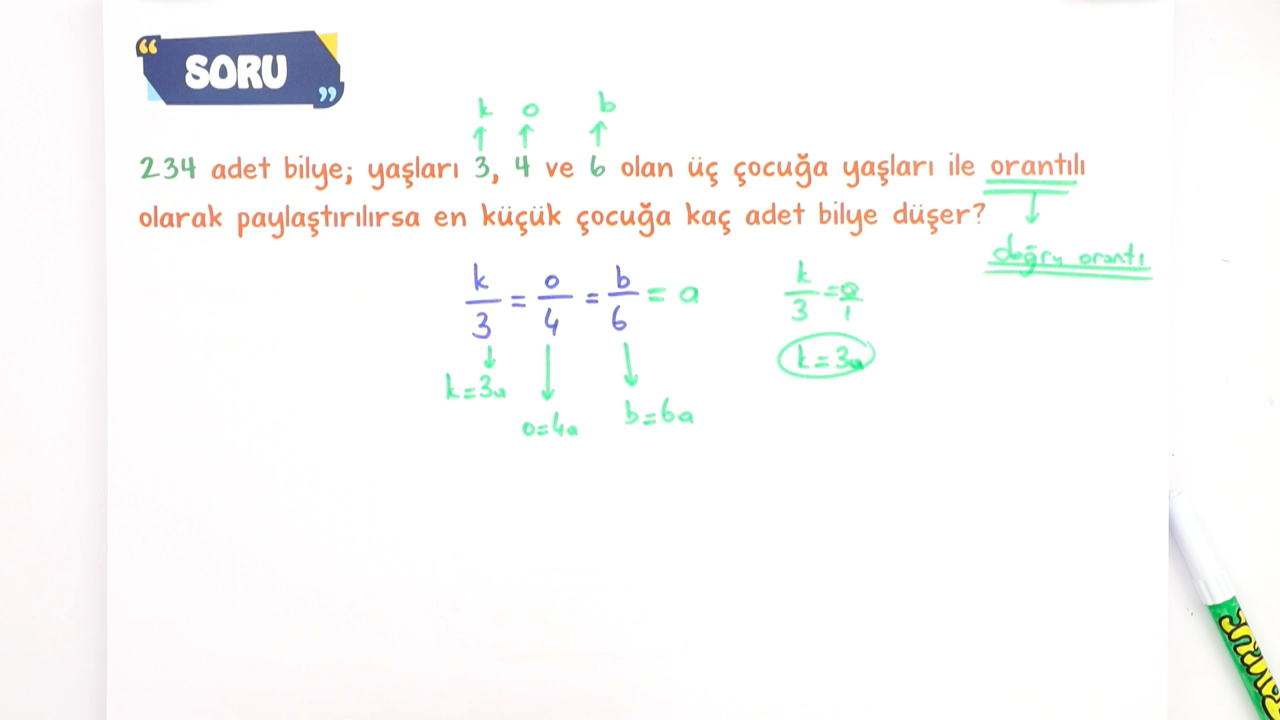 “ SORU ”
k o b
↑ ↑ ↑
234 adet bilye; yaşları 3, 4 ve 6 olan üç çocuğa yaşları ile orantılı
olarak paylaştırılırsa en küçük çocuğa kaç adet bilye düşer?
doğru orantı
k/3 = o/4 = b/6 = a
k=3a
o=4a
b=6a
k/3 = a/1
k=3a